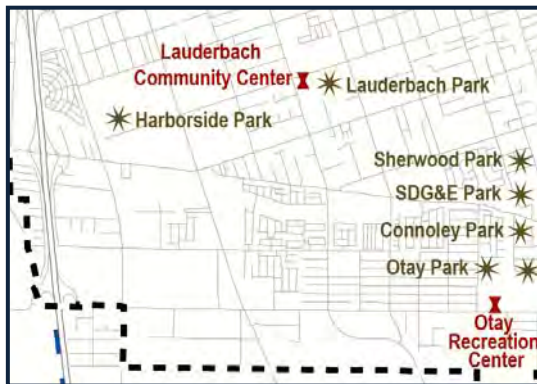 Lauderbach
Community Center
Lauderbach Park
Harborside Park
Sherwood Park
SDG&E Park
Connoley Park
Otay Park
Otay
Recreation
Center